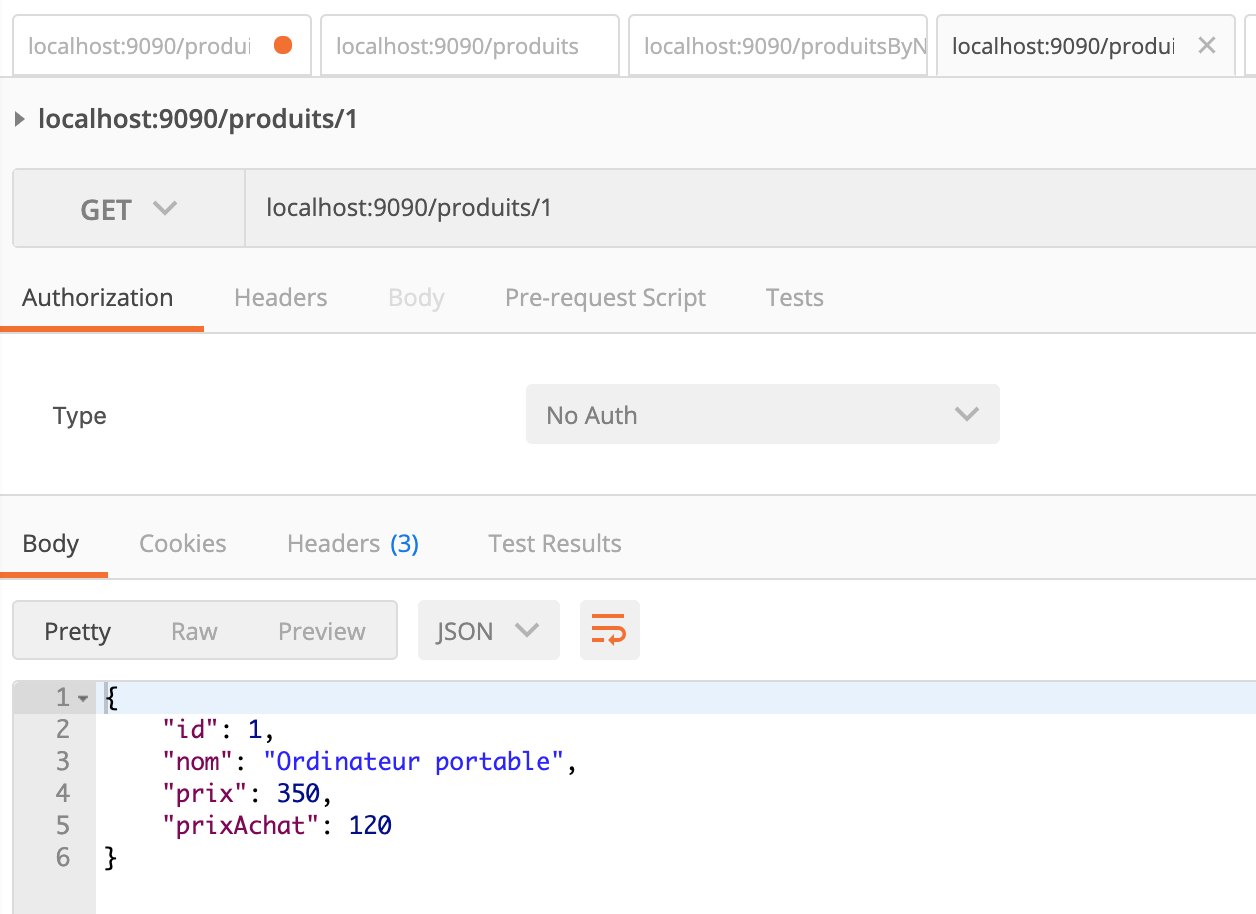 localhost:9090/produi localhost:9090/produits localhost:9090/produitsByN localhost:9090/produi
localhost:9090/produits/1
GET localhost:9090/produits/1
Authorization Headers Body Pre-request Script Tests
Type No Auth
Body Cookies Headers (3) Test Results
Pretty Raw Preview JSON
1 {
2 "id": 1,
3 "nom": "Ordinateur portable",
4 "prix": 350,
5 "prixAchat": 120
6 }